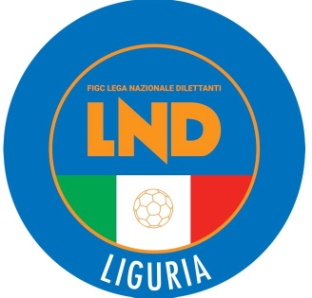 FIGC LEGA NAZIONALE DILETTANTI
LND
LIGURIA